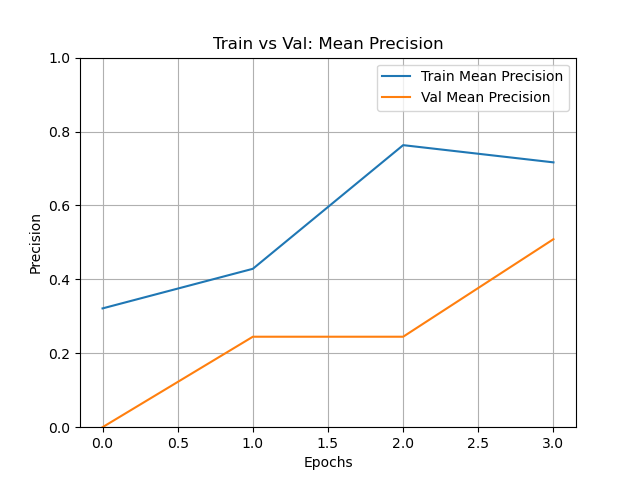 Train vs Val: Mean Precision
Train Mean Precision
Val Mean Precision
1.0
0.8
0.6
0.4
0.2
0.0
Precision
0.0 0.5 1.0 1.5 2.0 2.5 3.0
Epochs